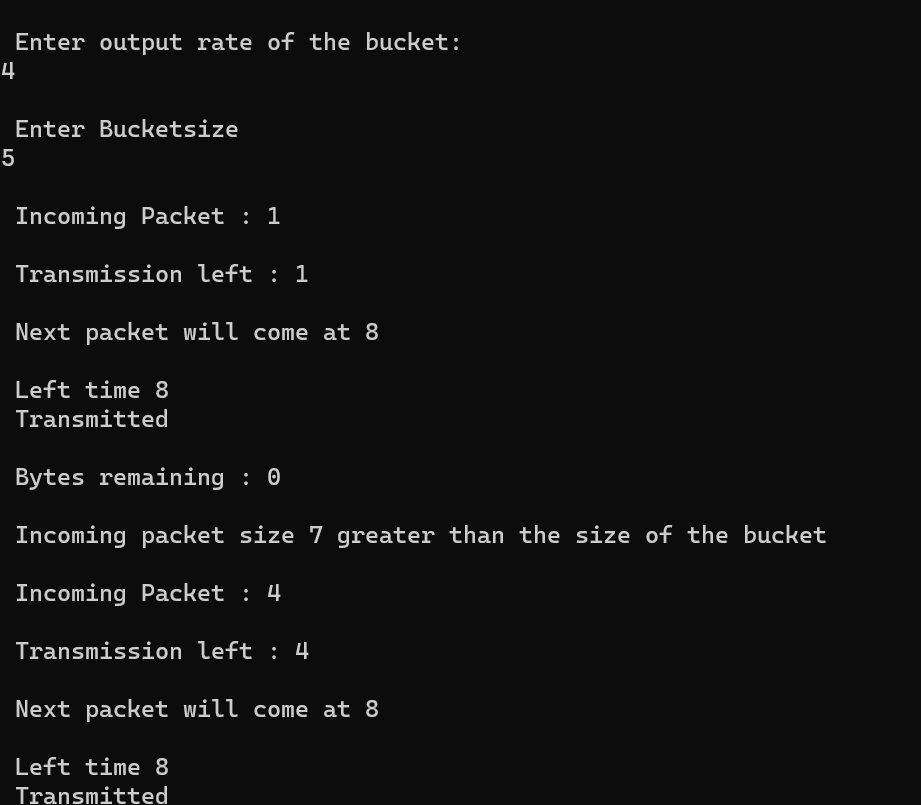 Enter output rate of the bucket:
4
Enter Bucketsize
5
Incoming Packet : 1
Transmission left : 1
Next packet will come at 8
Left time 8
Transmitted
Bytes remaining : 0
Incoming packet size 7 greater than the size of the bucket
Incoming Packet : 4
Transmission left : 4
Next packet will come at 8
Left time 8
Transmitted